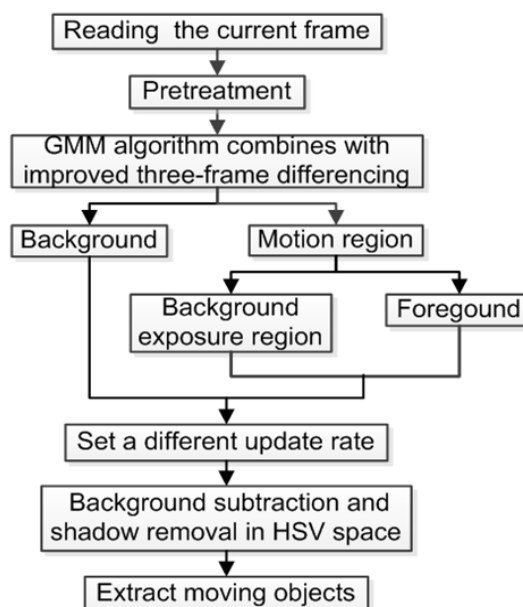 Reading the current frame
Pretreatment
GMM algorithm combines with
improved three-frame differencing
Background
Motion region
Background
exposure region
Foregound
Set a different update rate
Background subtraction and
shadow removal in HSV space
Extract moving objects